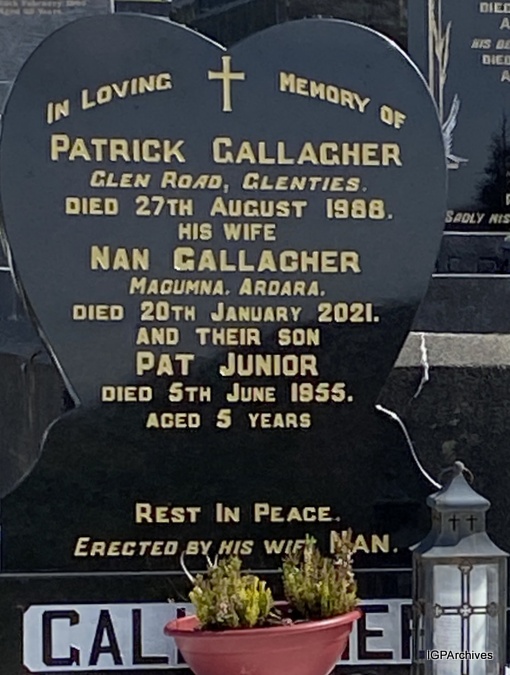 IN LOVING MEMORY OF
PATRICK GALLAGHER
GLEN ROAD, GLENTIES.
DIED 27TH AUGUST 1988.
HIS WIFE
NAN GALLAGHER
MAGUMNA, ARDARA.
DIED 20TH JANUARY 2021.
AND THEIR SON
PAT JUNIOR
DIED 5TH JUNE 1955.
AGED 5 YEARS
REST IN PEACE.
ERECTED BY HIS WIFE NAN.
SADLY MIS
IGPArchives